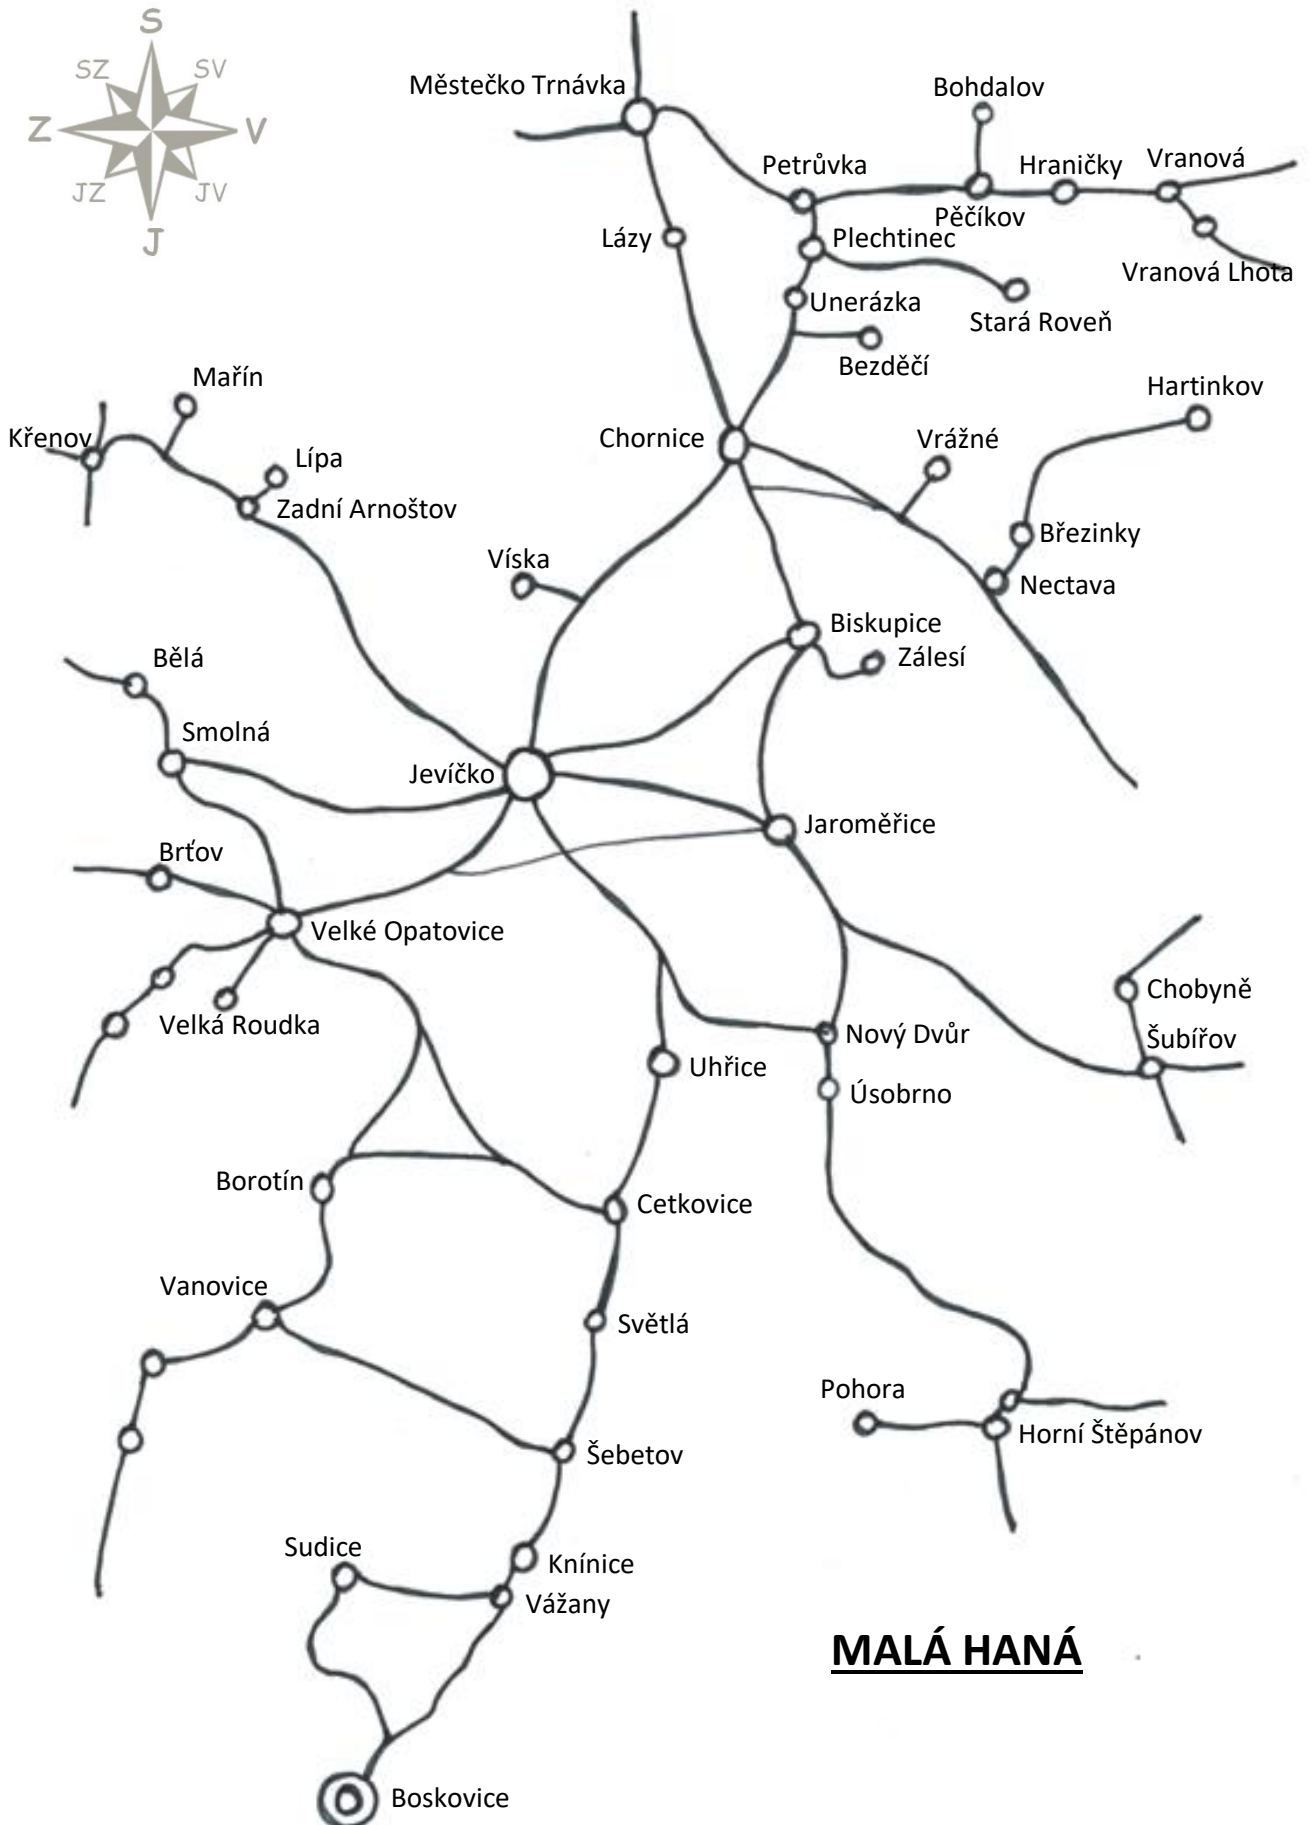 S
SZ
SV
Z
V
JZ
JV
J
Městečko Trnávka
Bohdalov
Petrůvka
Hraničky
Vranová
Pěčíkov
Lázy
Plechtinec
Vranová Lhota
Unerázka
Stará Roveň
Bezděčí
Mařín
Hartinkov
Křenov
Chornice
Vrážné
Lípa
Zadní Arnoštov
Březinky
Víska
Nectava
Biskupice
Bělá
Zálesí
Smolná
Jevíčko
Jaroměřice
Brťov
Velké Opatovice
Chobyně
Velká Roudka
Nový Dvůr
Šubířov
Uhřice
Úsobrno
Borotín
Cetkovice
Vanovice
Světlá
Pohora
Horní Štěpánov
Šebetov
Sudice
Knínice
Vážany
MALÁ HANÁ
Boskovice